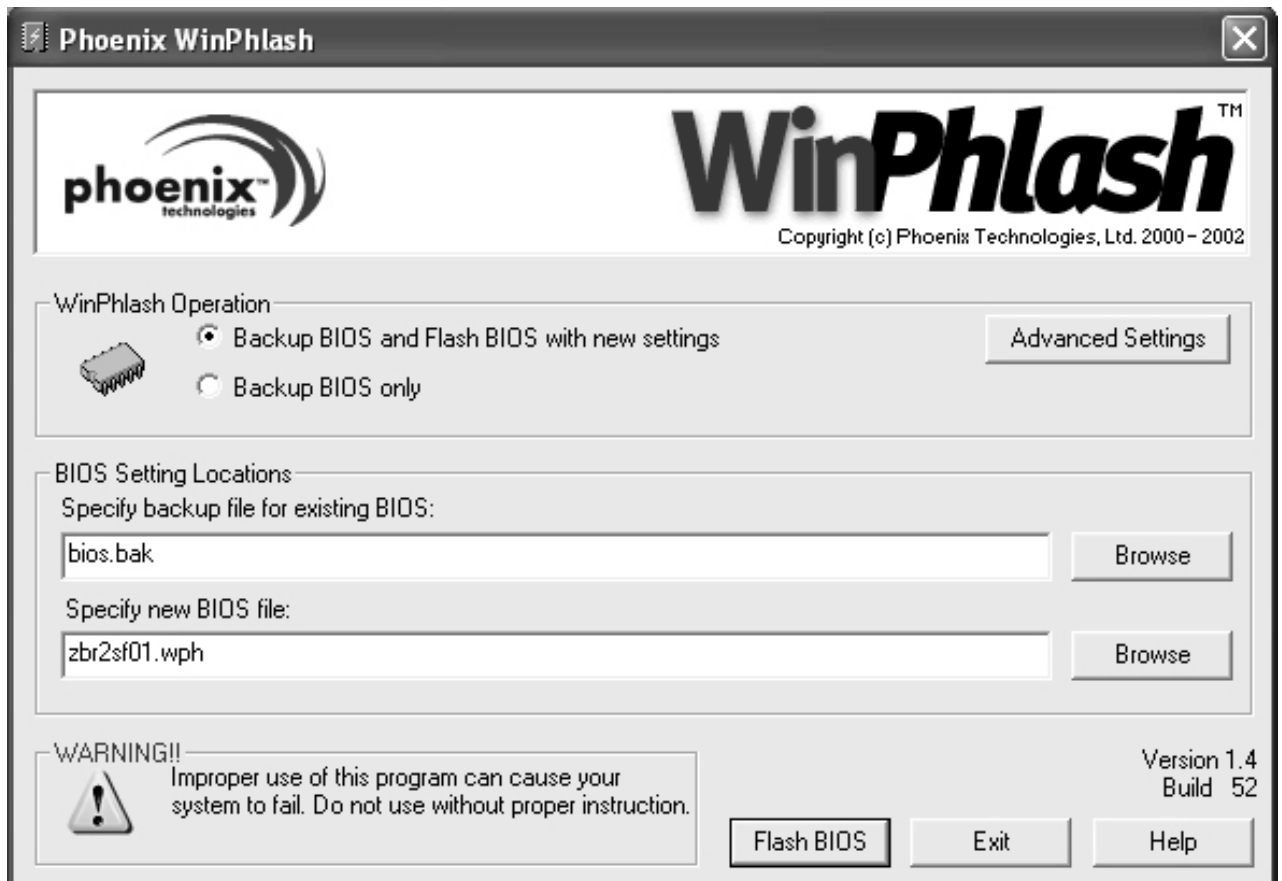 Phoenix WinPhlash
phoenix™
technologies
WinPhlash™
Copyright (c) Phoenix Technologies, Ltd. 2000 - 2002
WinPhlash Operation
Backup BIOS and Flash BIOS with new settings
Advanced Settings
Backup BIOS only
BIOS Setting Locations
Specify backup file for existing BIOS:
bios.bak
Browse
Specify new BIOS file:
zbr2sf01.wph
Browse
WARNING!!
Improper use of this program can cause your
system to fail. Do not use without proper instruction.
Version 1.4
Build 52
Flash BIOS
Exit
Help